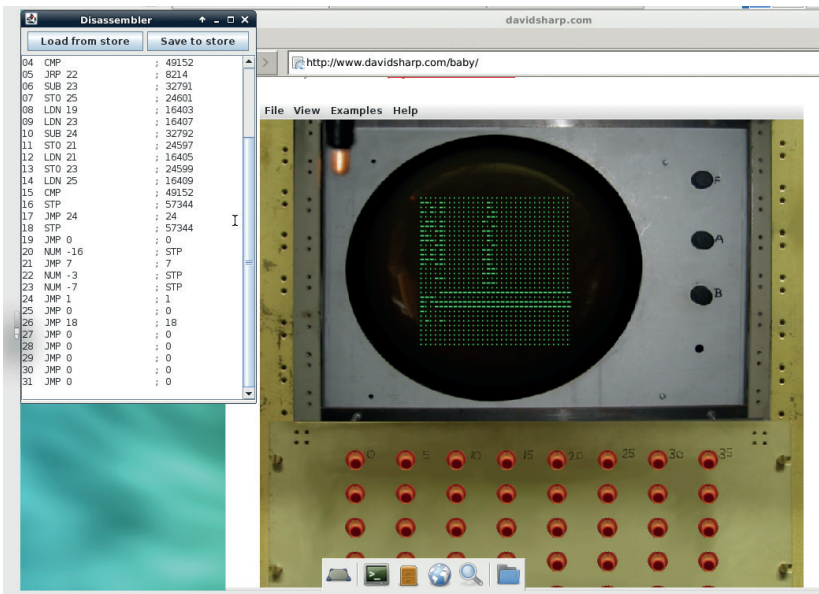 Disassembler
davidsharp.com
Load from store Save to store
http://www.davidsharp.com/baby/
04 CMP ; 49152
05 JRP 22 ; 8214
06 SUB 23 ; 32791
07 STO 25 ; 24601
08 LDN 19 ; 16403
09 LDN 23 ; 16407
10 SUB 24 ; 32792
11 STO 21 ; 24597
12 LDN 21 ; 16405
13 STO 23 ; 24599
14 LDN 25 ; 16409
15 CMP ; 49152
16 STP ; 57344
17 JMP 24 ; 24
18 STP ; 57344
19 JMP 0 ; 0
20 NUM -16 ; STP
21 JMP 7 ; 7
22 NUM -3 ; STP
23 NUM -7 ; STP
24 JMP 1 ; 1
25 JMP 0 ; 0
26 JMP 18 ; 18
27 JMP 0 ; 0
28 JMP 0 ; 0
29 JMP 0 ; 0
30 JMP 0 ; 0
31 JMP 0 ; 0
File View Examples Help
A
B
0 5 10 15 20 25 30 35